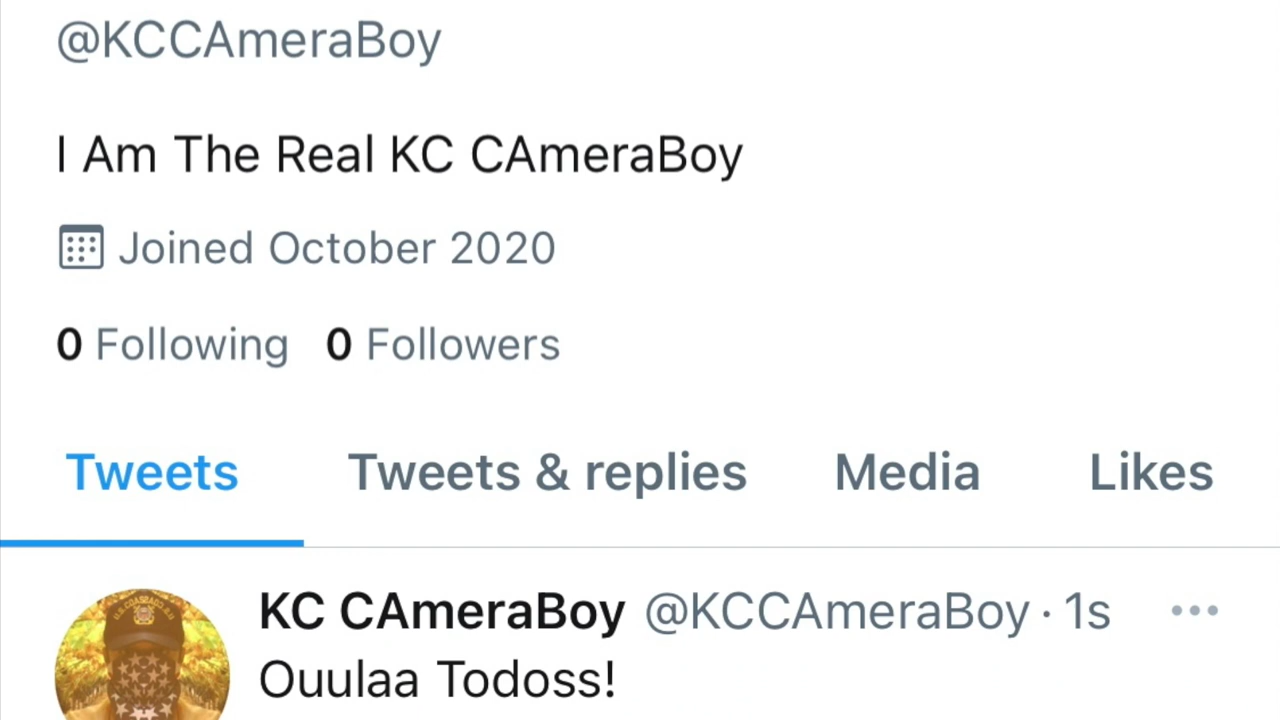 @KCCAmeraBoy
I Am The Real KC CAmeraBoy
Joined October 2020
0 Following 0 Followers
Tweets Tweets & replies Media Likes
KC CAmeraBoy @KCCAmeraBoy · 1s
Ouulaa Todoss!